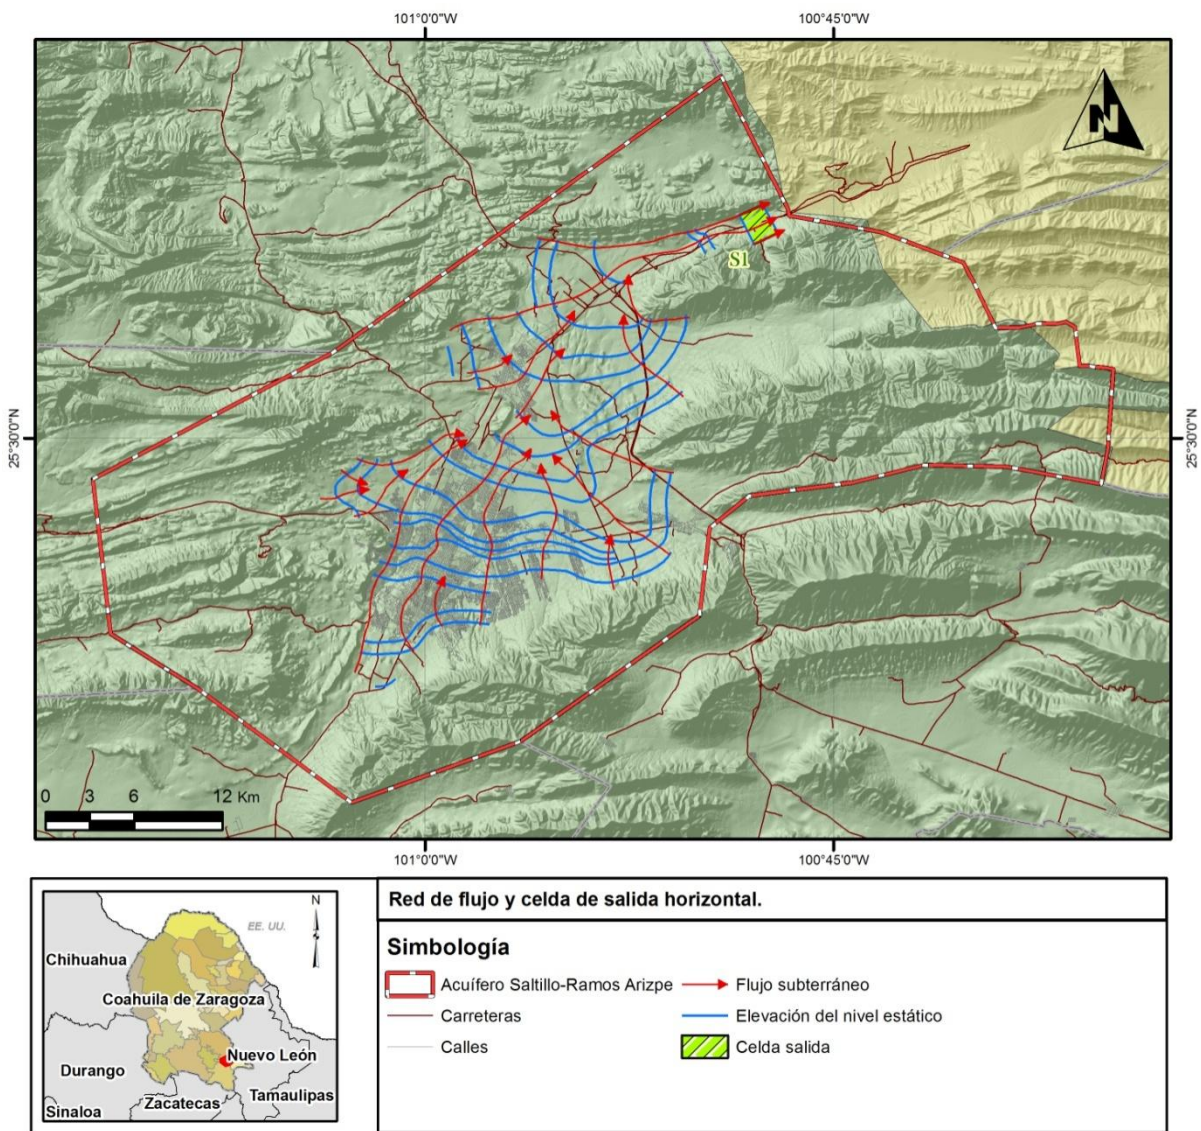 101°0'0"W
100°45'0"W
N
25°30'0"N
25°30'0"N
S1
0 3 6 12 Km
101°0'0"W
100°45'0"W
Red de flujo y celda de salida horizontal.
Simbología
Acuífero Saltillo-Ramos Arizpe
Flujo subterráneo
Carreteras
Elevación del nivel estático
Calles
Celda salida
N
EE. UU.
Chihuahua
Coahuila de Zaragoza
Nuevo León
Durango
Tamaulipas
Zacatecas
Sinaloa